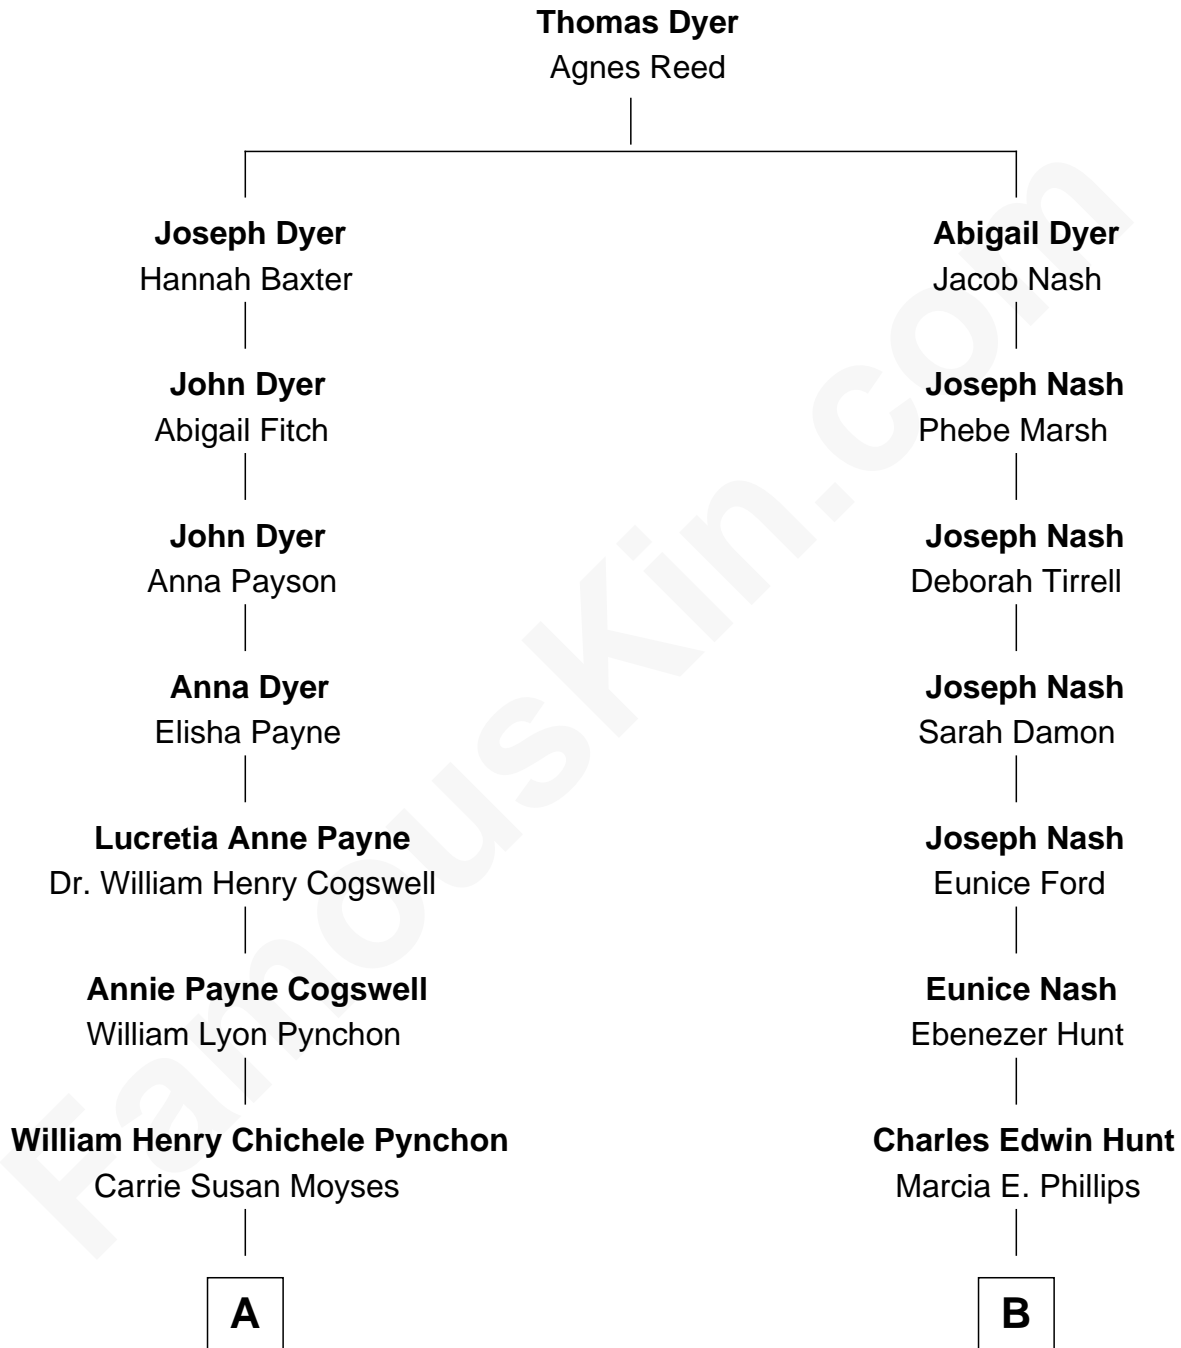 Thomas Dyer
Agnes Reed
Joseph Dyer
Hannah Baxter
Abigail Dyer
Jacob Nash
John Dyer
Abigail Fitch
Joseph Nash
Phebe Marsh
John Dyer
Anna Payson
Joseph Nash
Deborah Tirrell
Anna Dyer
Elisha Payne
Joseph Nash
Sarah Damon
Lucretia Anne Payne
Dr. William Henry Cogswell
Joseph Nash
Eunice Ford
Annie Payne Cogswell
William Lyon Pynchon
Eunice Nash
Ebenezer Hunt
William Henry Chichele Pynchon
Carrie Susan Moyses
Charles Edwin Hunt
Marcia E. Phillips
A
B
FamousKin.com